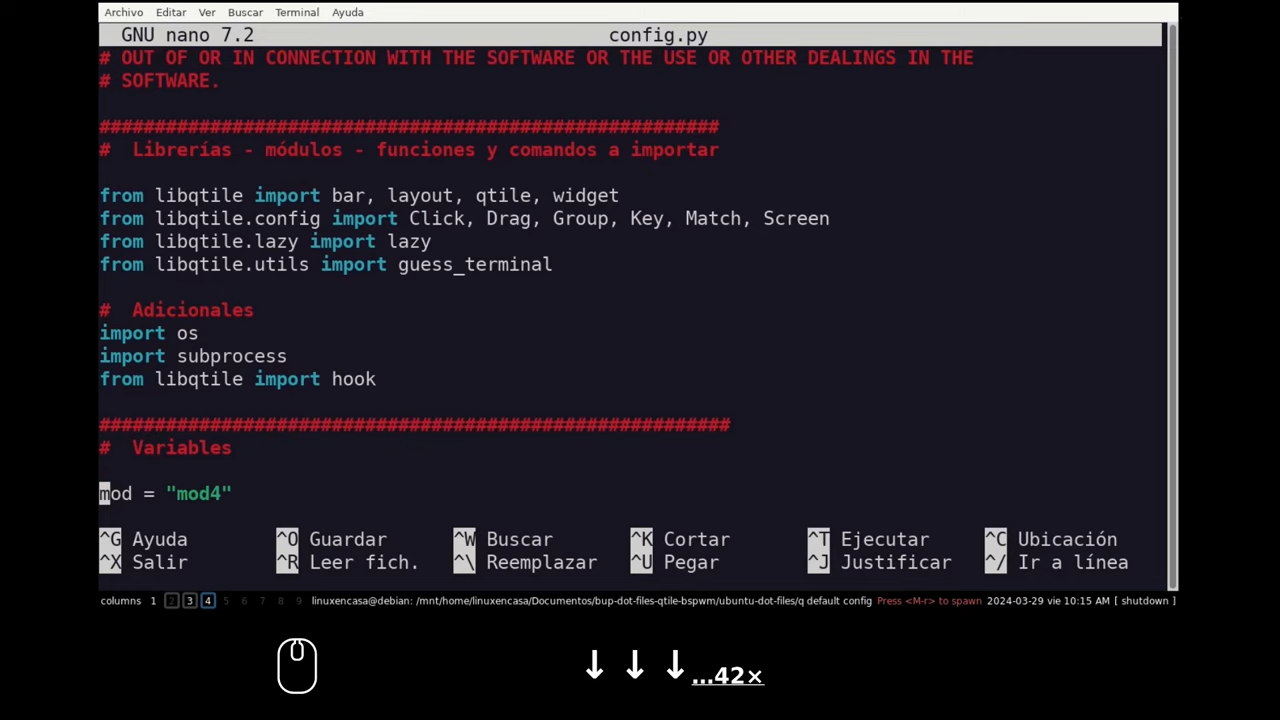 Archivo Editar Ver Buscar Terminal Ayuda
GNU nano 7.2 config.py
# OUT OF OR IN CONNECTION WITH THE SOFTWARE OR THE USE OR OTHER DEALINGS IN THE
# SOFTWARE.
########################################################
#  Librerías - módulos - funciones y comandos a importar
from libqtile import bar, layout, qtile, widget
from libqtile.config import Click, Drag, Group, Key, Match, Screen
from libqtile.lazy import lazy
from libqtile.utils import guess_terminal
#  Adicionales
import os
import subprocess
from libqtile import hook
#########################################################
#  Variables
mod = "mod4"
^G Ayuda ^O Guardar ^W Buscar ^K Cortar ^T Ejecutar ^C Ubicación
^X Salir ^R Leer fich. ^\ Reemplazar ^U Pegar ^J Justificar ^/ Ir a línea
columns 1 2 3 4 5 6 7 8 9 linuxencasa@debian: /mnt/home/linuxencasa/Documentos/bup-dot-files-qtile-bspwm/ubuntu-dot-files/q default config Press <M-r> to spawn 2024-03-29 vie 10:15 AM [ shutdown ]
↓ ↓ ↓ ...42×